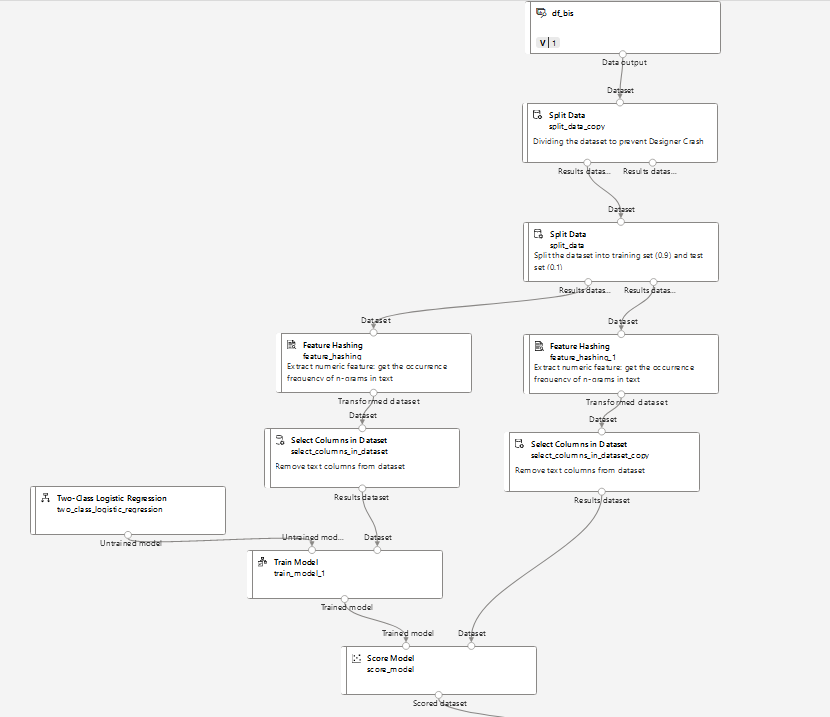 df_bis
V 1
Data output
Dataset
Split Data
split_data_copy
Dividing the dataset to prevent Designer Crash
Results datas... Results datas...
Dataset
Split Data
split_data
Split the dataset into training set (0.9) and test
set (0.1)
Results datas... Results datas...
Dataset
Dataset
Feature Hashing
feature_hashing
Extract numeric feature: get the occurrence
frequency of n-grams in text
Feature Hashing
feature_hashing_1
Extract numeric feature: get the occurrence
frequency of n-grams in text
Transformed dataset
Transformed dataset
Dataset
Dataset
Select Columns in Dataset
select_columns_in_dataset
Remove text columns from dataset
Select Columns in Dataset
select_columns_in_dataset_copy
Remove text columns from dataset
Results dataset
Results dataset
Two-Class Logistic Regression
two_class_logistic_regression
Untrained model
Untrained mod... Dataset
Train Model
train_model_1
Trained model
Trained model Dataset
Score Model
score_model
Scored dataset